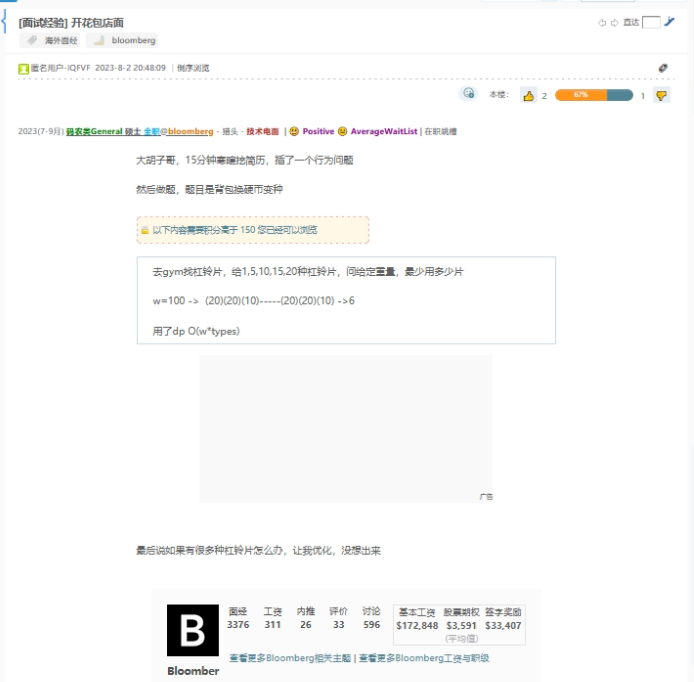 [面试经验] 开花包店面
直达
海外面经 bloomberg
匿名用户-IQFVF 2023-8-2 20:48:09 | 倒序浏览
本楼： 2 67% 1
2023(7-9月) 码农类General 硕士 全职@bloomberg - 猎头 - 技术电面 | Positive AverageWaitList | 在职跳槽
大胡子哥，15分钟寒暄捻简历，插了一个行为问题
然后做题，题目是背包换硬币变种
以下内容需要积分高于 150 您已经可以浏览
去gym找杠铃片，给1,5,10,15,20种杠铃片，问给定重量，最少用多少片
w=100 -> (20)(20)(10)-----(20)(20)(10) ->6
用了dp O(w*types)
广告
最后说如果有很多种杠铃片怎么办，让我优化，没想出来
面经 工资 内推 评价 讨论 基本工资 股票期权 签字奖励
3376 311 26 33 596 $172,848 $3,591 $33,407
(平均值)
B
查看更多Bloomberg相关主题 | 查看更多Bloomberg工资与职级
Bloomber